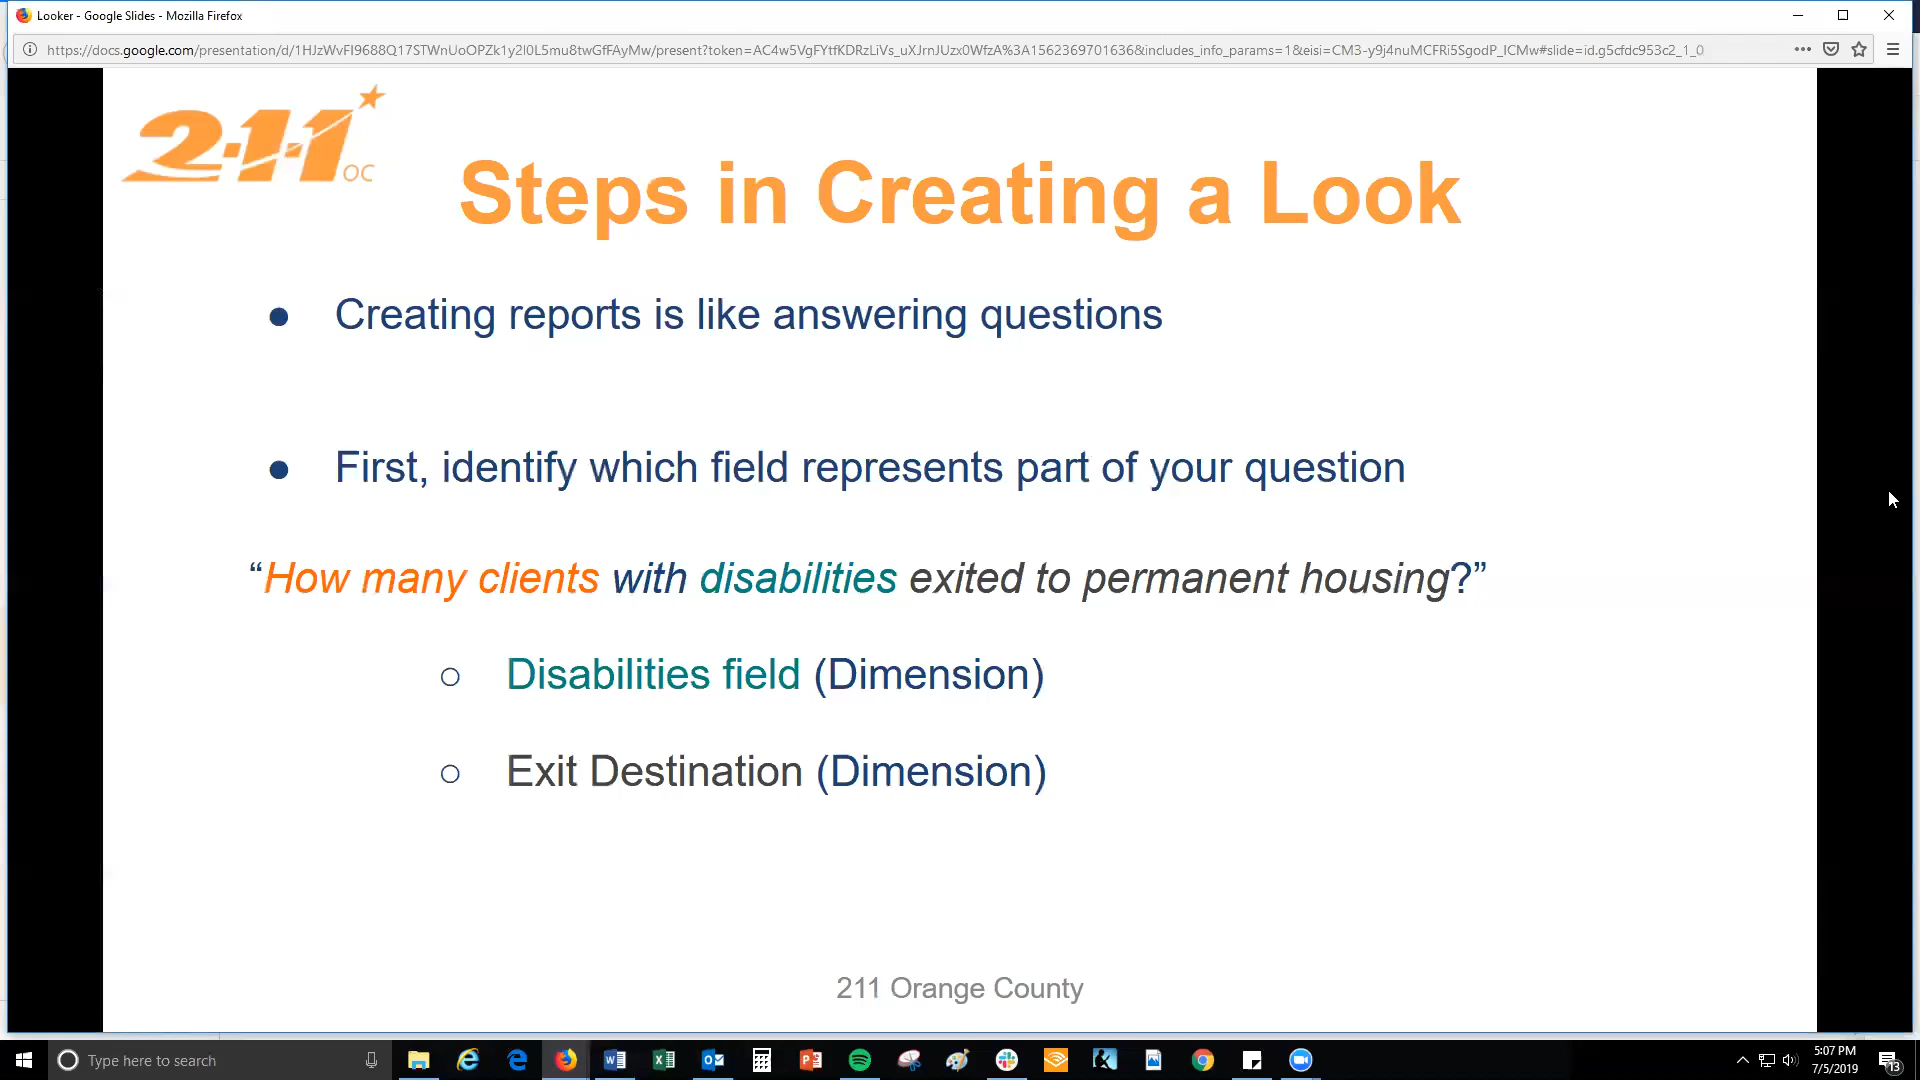 Looker - Google Slides - Mozilla Firefox
https://docs.google.com/presentation/d/1HJzWvFI9688Q17STWnUoOPZk1y2l0L5mu8twGfFAyMw/present?token=AC4w5VgFYtfKDRzLiVs_uXJrnJUzx0WfzA%3A1562369701636&includes_info_params=1&eisi=CM3-y9j4nuMCFRi5SgodP_ICMw#slide=id.g5cfdc953c2_1_0
2-1-1
OC
Steps in Creating a Look
● Creating reports is like answering questions
● First, identify which field represents part of your question
“How many clients with disabilities exited to permanent housing?”
○ Disabilities field (Dimension)
○ Exit Destination (Dimension)
211 Orange County
Type here to search
5:07 PM
7/5/2019
13